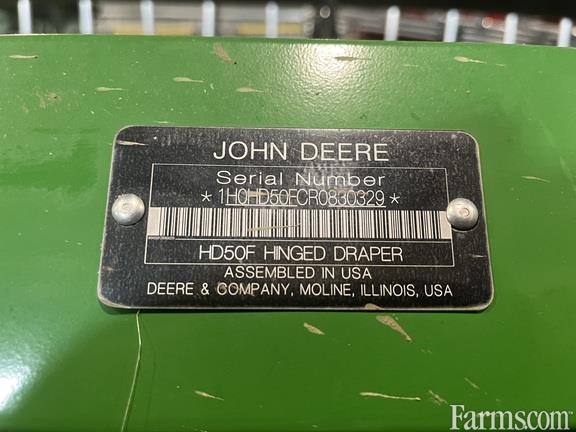 JOHN DEERE
Serial Number
*1H0HD50FCR0830329*
HD50F HINGED DRAPER
ASSEMBLED IN USA
DEERE & COMPANY, MOLINE, ILLINOIS, USA
Farms.com